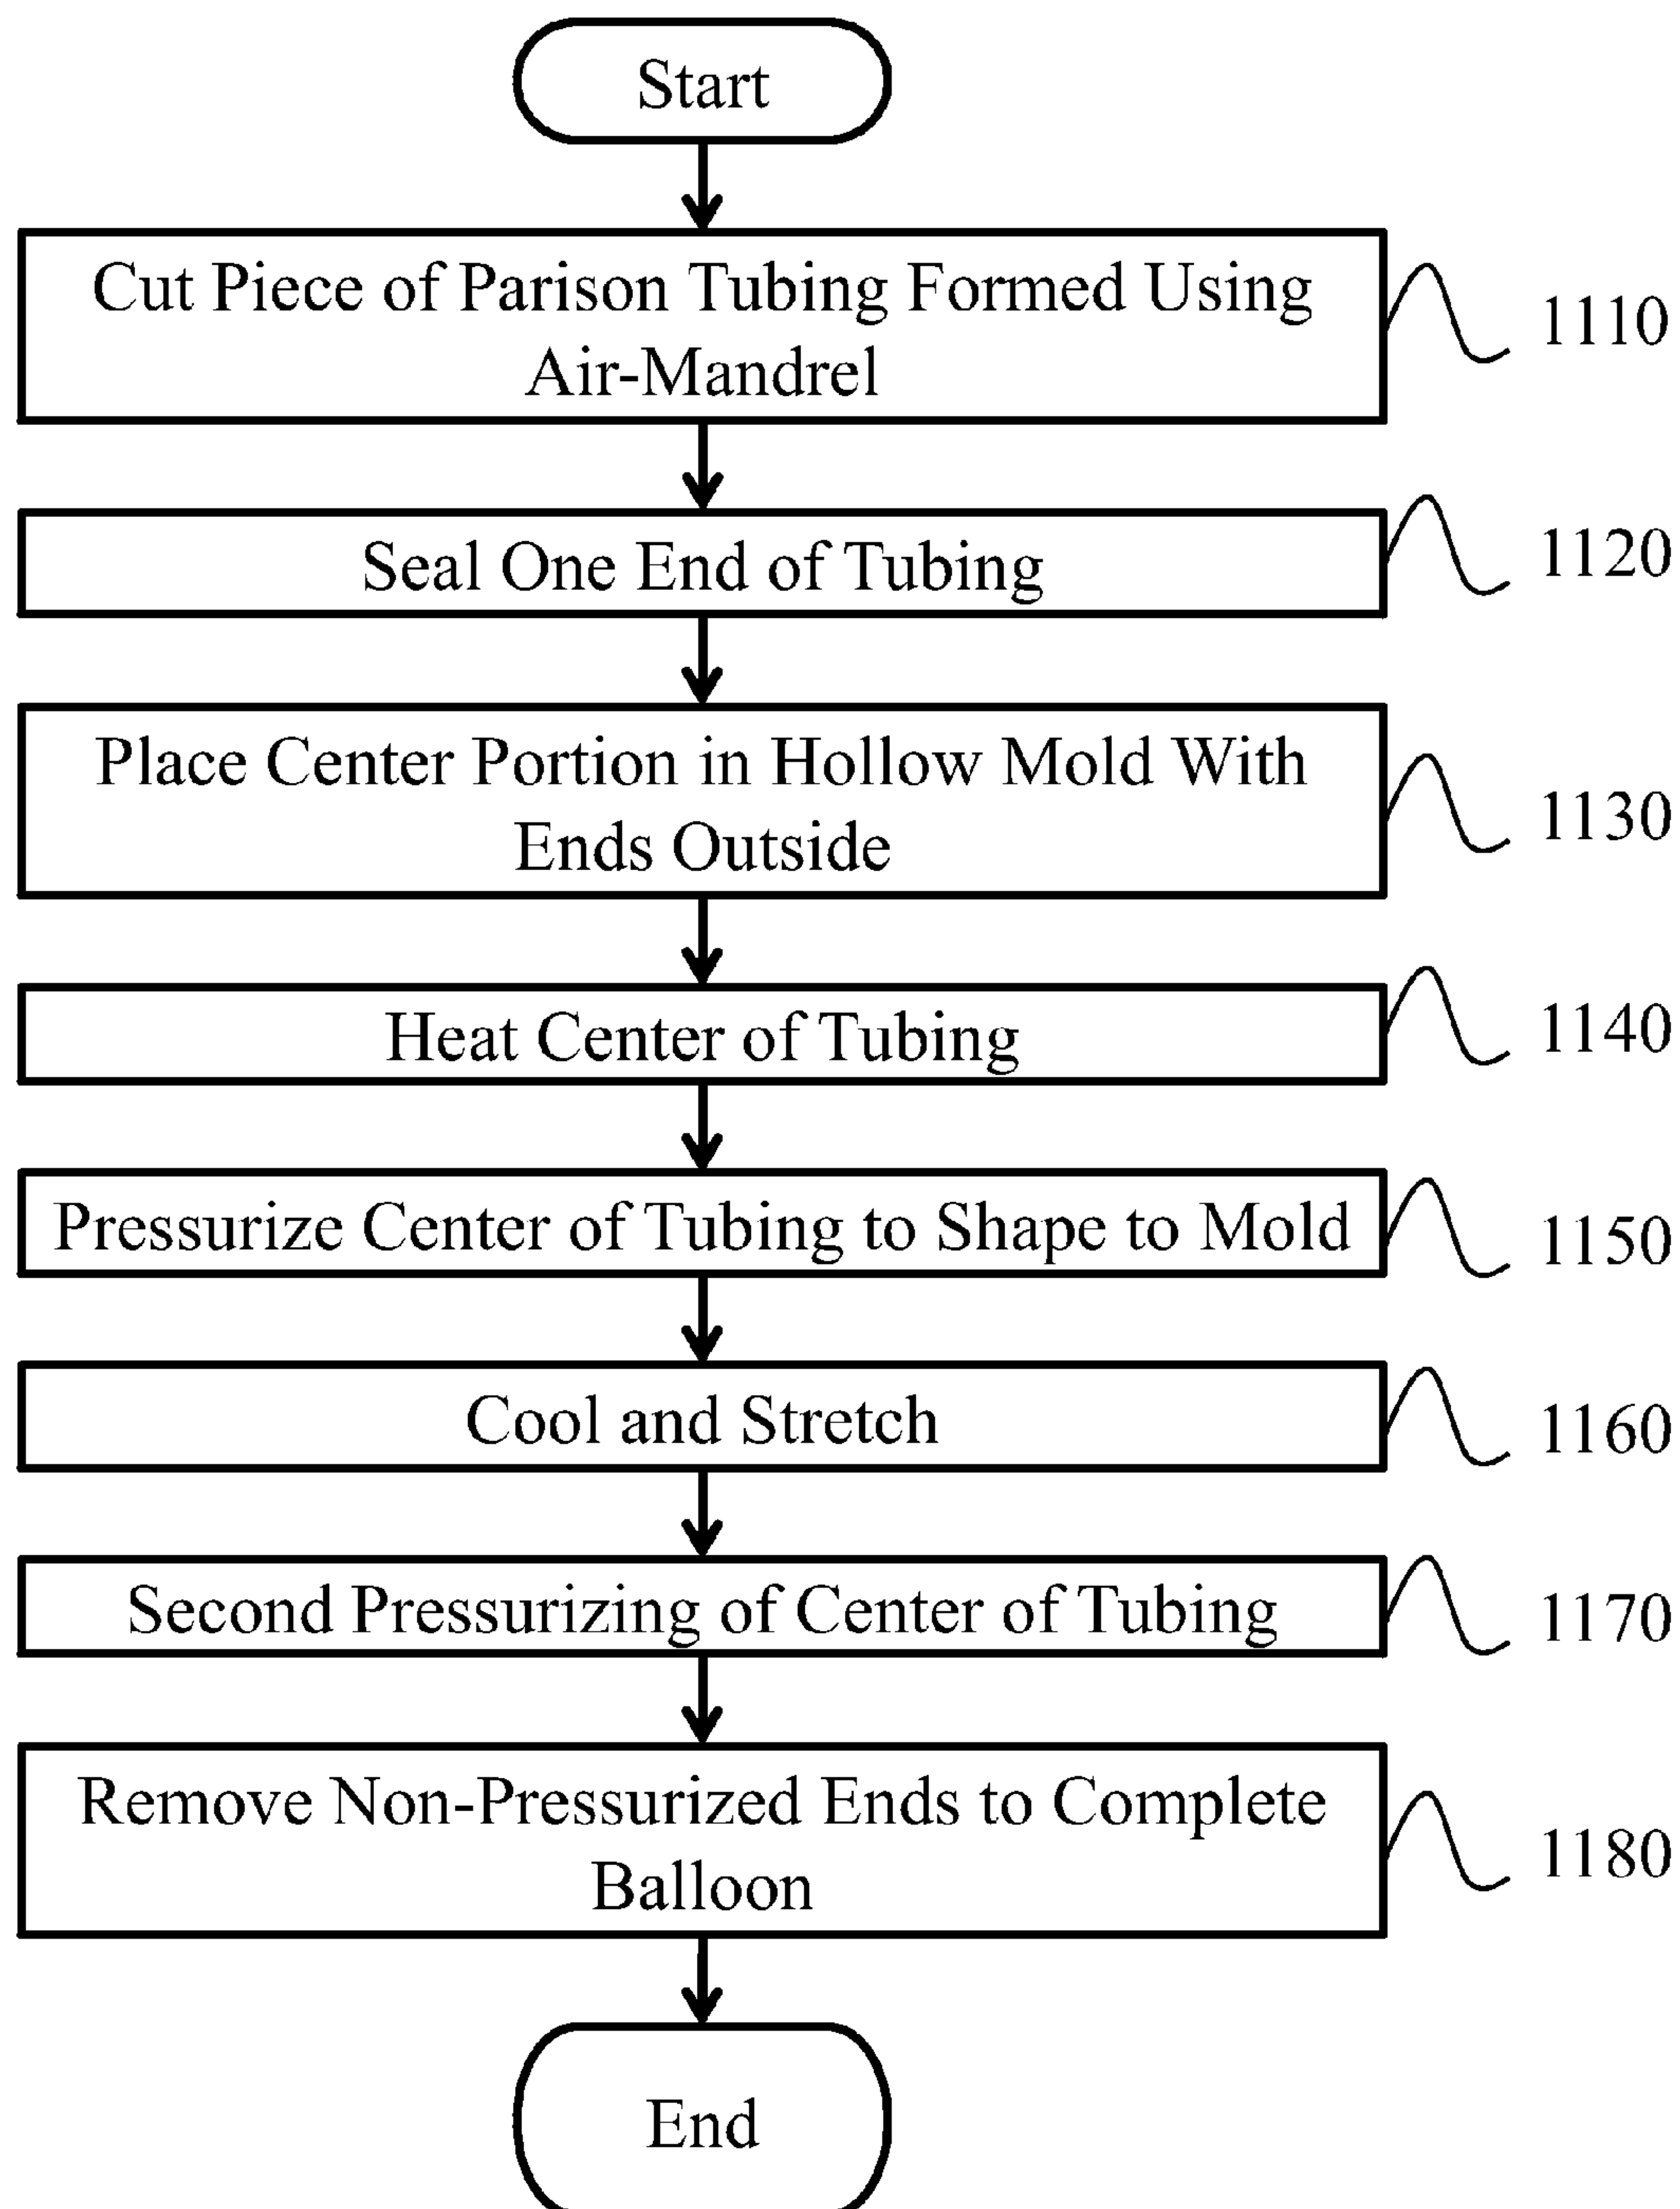 Start
Cut Piece of Parison Tubing Formed Using
Air-Mandrel
1110
Seal One End of Tubing
1120
Place Center Portion in Hollow Mold With
Ends Outside
1130
Heat Center of Tubing
1140
Pressurize Center of Tubing to Shape to Mold
1150
Cool and Stretch
1160
Second Pressurizing of Center of Tubing
1170
Remove Non-Pressurized Ends to Complete
Balloon
1180
End